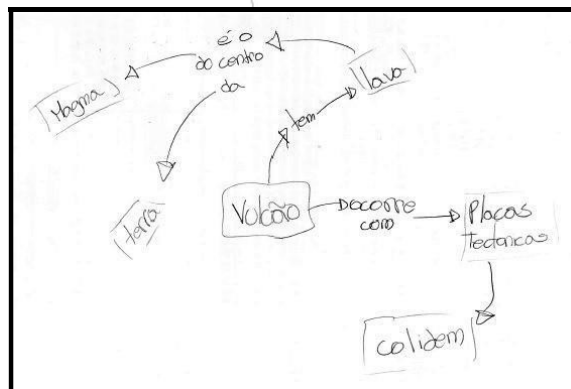 é o
do centro
da
lava
Magma
tem
terra
Vulcão
Decorre
com
Placas
Tectonicas
colidem